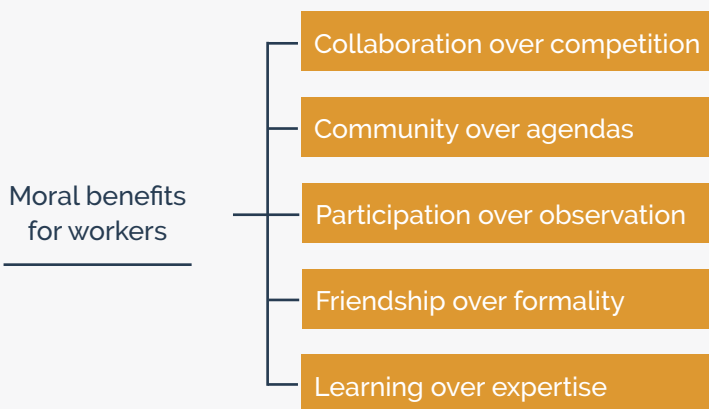 Moral benefits
for workers
Collaboration over competition
Community over agendas
Participation over observation
Friendship over formality
Learning over expertise